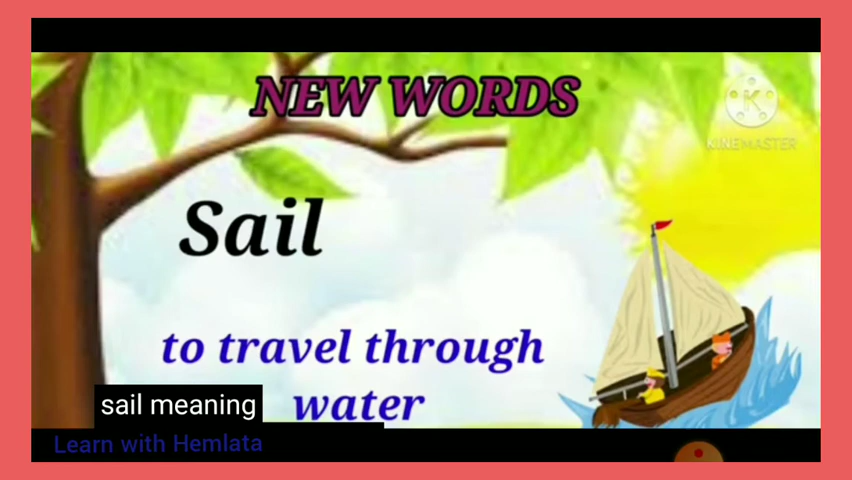 NEW WORDS
KINEMASTER
Sail
to travel through
water
sail meaning
Learn with Hemlata